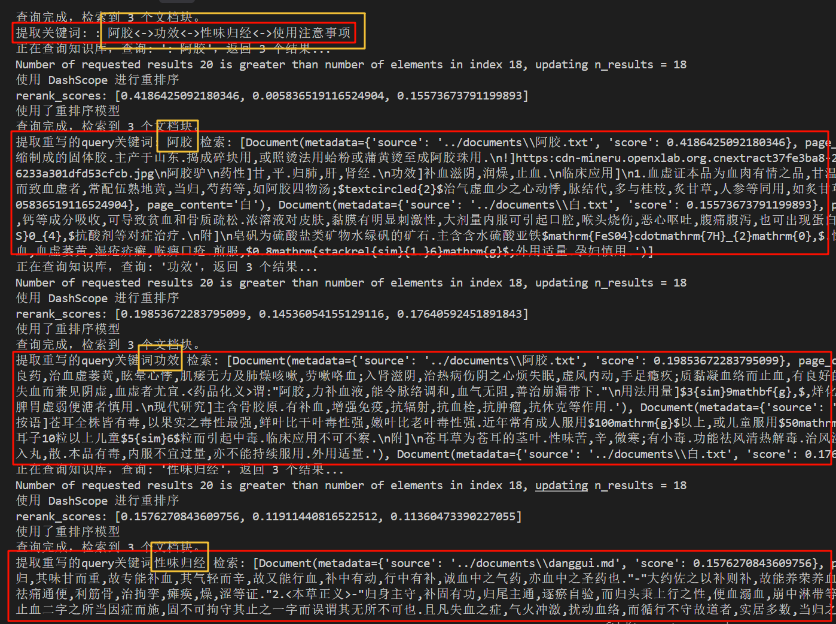 查询完成，检索到 3 个文档块。
提取关键词：: 阿胶<->功效<->性味归经<->使用注意事项
正在查询知识库，查询: ': 阿胶'，返回 3 个结果...
Number of requested results 20 is greater than number of elements in index 18, updating n_results = 18
使用 DashScope 进行重排序
rerank_scores: [0.4186425092180346, 0.005836519116524904, 0.15573673791199893]
使用了重排序模型
查询完成，检索到 3 个文档块。
提取重写的query关键词 阿胶 检索: [Document(metadata={'source': '../documents\\阿胶.txt', 'score': 0.4186425092180346}, page_
缩制成的固体胶.主产于山东.捣成碎块用,或照烫法用蛤粉或蒲黄烫至成阿胶珠用.\n!]https:cdn-mineru.openxlab.org.cnextract37fe3ba8-2
6233a301dfd53cfcb.jpg\n阿胶驴\n药性]甘,平.归肺,肝,肾经.\n功效]补血滋阴,润燥,止血.\n临床应用]\n1.血虚证本品为血肉有情之品,甘温
而致血虚者,常配伍熟地黄,当归,芍药等,如阿胶四物汤;$textcircled{2}$治气虚血少之心动悸,脉结代,多与桂枝,炙甘草,人参等同用,如炙甘
05836519116524904}, page_content='白'), Document(metadata={'source': '../documents\\白.txt', 'score': 0.15573673791199893}, p
,钙等成分吸收,可导致贫血和骨质疏松.浓溶液对皮肤,黏膜有明显刺激性,大剂量内服可引起口腔,喉头烧伤,恶心呕吐,腹痛腹泻,也可出现蛋白
S}0_{4},$抗酸剂等对症治疗.\n附]\n皂矾为硫酸盐类矿物水绿矾的矿石.主含含水硫酸亚铁$mathrm{FeS04}cdotmathrm{7H}_{2}mathrm{0},$
血,血虚萎黄,湿疮疥癣,喉痹口疮.煎服,$0.8mathrm{stackrel{sim}{1.}6}mathrm{g}$;外用适量.孕妇慎用.')]
正在查询知识库，查询: '功效'，返回 3 个结果...
Number of requested results 20 is greater than number of elements in index 18, updating n_results = 18
使用 DashScope 进行重排序
rerank_scores: [0.19853672283795099, 0.1453605415512​9116, 0.17640592451891843]
使用了重排序模型
查询完成，检索到 3 个文档块。
提取重写的query关键词功效 检索: [Document(metadata={'source': '../documents\\阿胶.txt', 'score': 0.19853672283795099}, page_c
良药,治血虚萎黄,眩晕心悸,肌痿无力及肺燥咳嗽,劳嗽咯血;入肾滋阴,治热病伤阴之心烦失眠,虚风内动,手足瘛疭;质黏凝血络而止血,有良好的
失血而兼见阴虚,血虚者尤宜.<药品化义>谓:"阿胶,力补血液,能令脉络调和,血气无阻,善治崩漏带下."\n用法用量]$3{sim}9mathbf{g},$,烊化
脾胃虚弱便溏者慎用.\n现代研究]主含骨胶原.有补血,增强免疫,抗辐射,抗血栓,抗肿瘤,抗休克等作用.'), Document(metadata={'source':
按语]苍耳全株皆有毒,以果实之毒性最强,鲜叶比干叶毒性强,嫩叶比老叶毒性强.近年常有成人服用$100mathrm{g}$以上,或儿童服用$50mathrm
耳子10粒以上儿童$5{sim}6$粒而引起中毒.临床应用不可不察.\n附]\n苍耳草为苍耳的茎叶.性味苦,辛,微寒;有小毒.功能祛风清热解毒.治风湿
入丸,散.本品有毒,内服不宜过量,亦不能持续服用.外用适量.'), Document(metadata={'source': '../documents\\白.txt', 'score': 0.176
正在查询知识库，查询: '性味归经'，返回 3 个结果...
Number of requested results 20 is greater than number of elements in index 18, updating n_results = 18
使用 DashScope 进行重排序
rerank_scores: [0.1576270843609756, 0.11911440816522512, 0.11360473390227055]
使用了重排序模型
查询完成，检索到 3 个文档块。
提取重写的query关键词性味归经 检索: [Document(metadata={'source': '../documents\\danggui.md', 'score': 0.1576270843609756}, page_
归,其味甘而重,故专能补血,其气轻而辛,故又能行血,补中有动,行中有补,诚血中之气药,亦血中之圣药也."-"大约佐之以补则补,故能养荣养血
祛痛通便,利筋骨,治拘挛,瘫痪,燥,涩等证."2.<本草正义>-"归身主守,补固有功,归尾主通,逐瘀自验,而归头秉上行之性,便血溺血,崩中淋带等
止血二字之所当因症而施,固不可拘守其止之一字而误谓其无所不可也.且凡失血之症,气火冲激,扰动血络,而循行不守故道者,实居多数,当归之